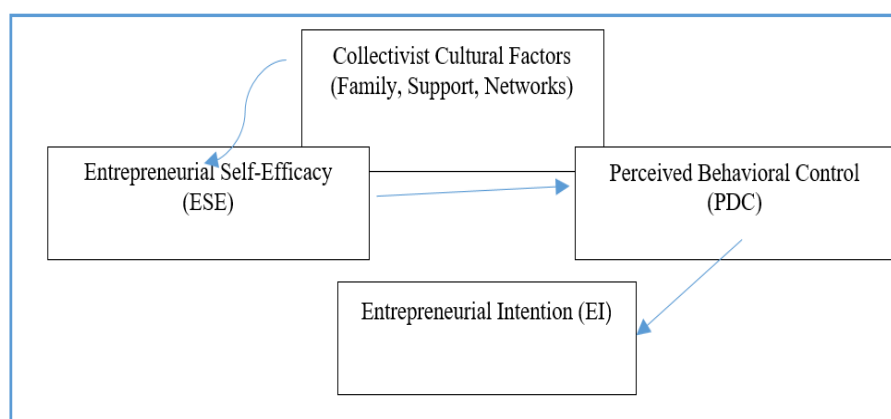 Collectivist Cultural Factors
(Family, Support, Networks)
Entrepreneurial Self-Efficacy
(ESE)
Perceived Behavioral Control
(PDC)
Entrepreneurial Intention (EI)